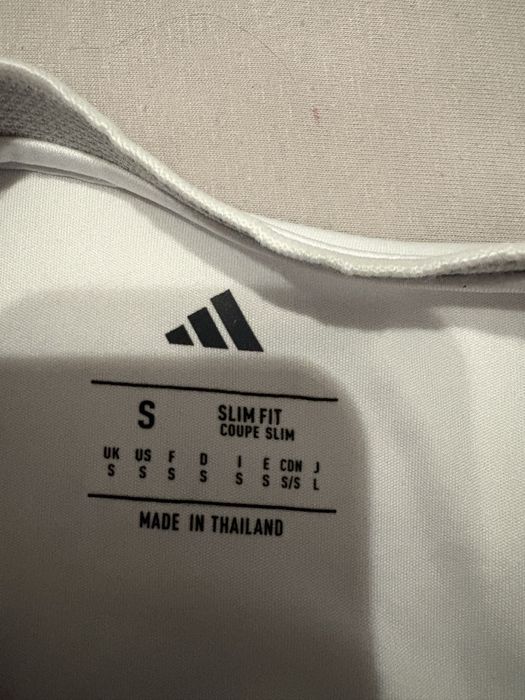 S SLIM FIT
COUPE SLIM
UK US F D I E CDN J
S S S S S S S/S L
MADE IN THAILAND